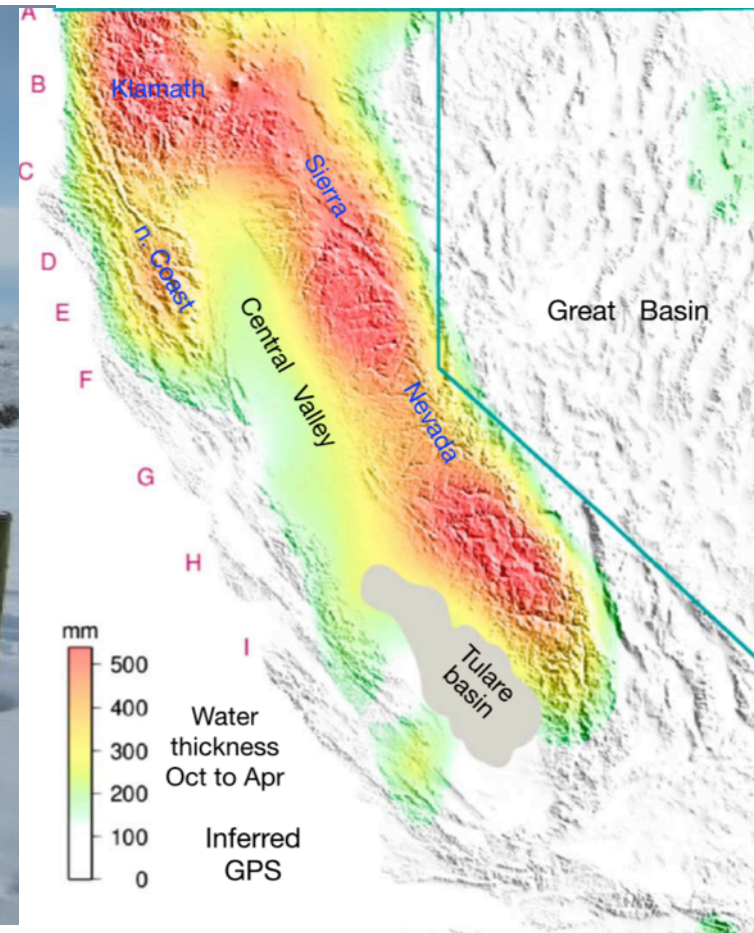 A
B
C
D
E
F
G
H
I
Klamath
Sierra
n. Coast
Great Basin
Central Valley
Nevada
Tulare
basin
mm
500
400
300
200
100
0
Water
thickness
Oct to Apr
Inferred
GPS